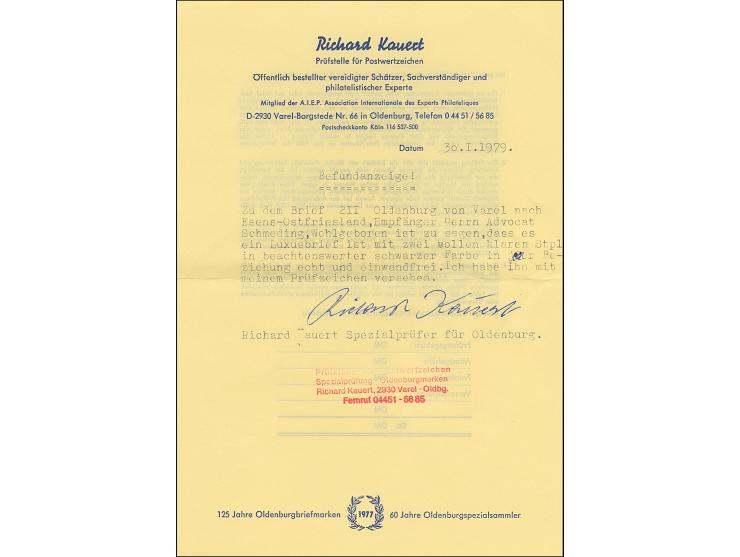 Richard Kauert
Prüfstelle für Postwertzeichen
Öffentlich bestellter vereidigter Schätzer, Sachverständiger und
philatelistischer Experte
Mitglied der A.I.E.P. Association Internationale des Experts Philateliques
D-2930 Varel-Borgstede Nr. 66 in Oldenburg, Telefon 0 44 51 / 56 85
Postscheckkonto Köln 116 537-500
Datum 30.I.1979.
Befundanzeige!
==============
Zu dem Brief 2II Oldenburg von Varel nach
Esens-Ostfriesland,Empfänger Herrn Advocat
Schmeding,Wohlgeboren ist zu sagen,dass es
ein Luxusbrief ist mit zwei vollen klaren Stpl
in beachtenswerter schwarzer Farbe in er Be-
ziehung echt und einwandfrei.Ich habe ihn mit
meinem Prüfzeichen versehen.
Richard Kauert
Richard auert Spezialprüfer für Oldenburg.
Spezialprüfung - Oldenburgmarken
Richard Kauert, 2930 Varel - Oldbg.
Fernruf 04451 - 56 85
125 Jahre Oldenburgbriefmarken 1977 60 Jahre Oldenburgspezialsammler